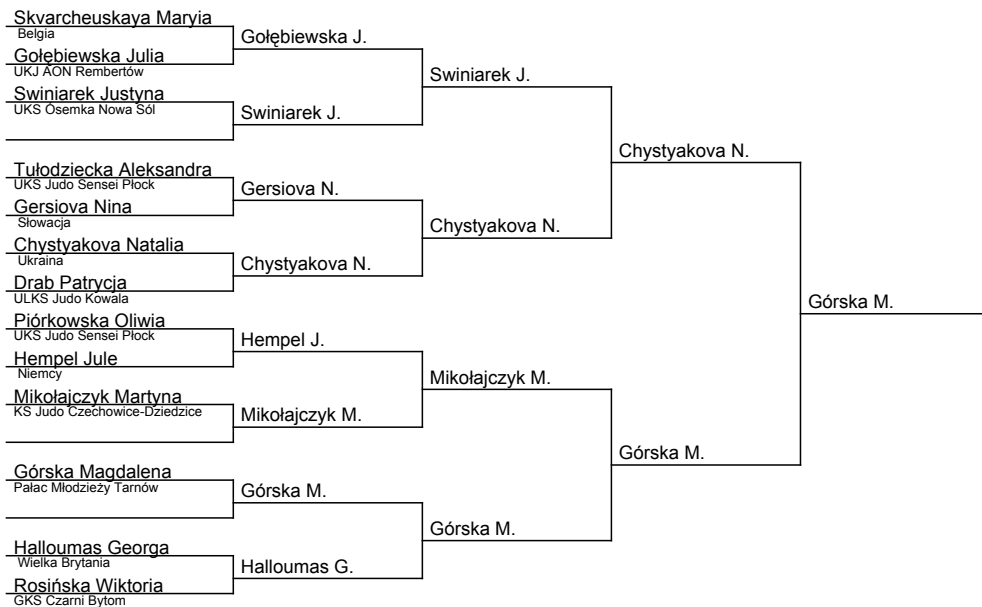 Skvarcheuskaya Maryia
Belgia
Gołębiewska Julia
UKJ AON Rembertów
Swiniarek Justyna
UKS Ósemka Nowa Sól
Tułodziecka Aleksandra
UKS Judo Sensei Płock
Gersiova Nina
Słowacja
Chystyakova Natalia
Ukraina
Drab Patrycja
ULKS Judo Kowala
Piórkowska Oliwia
UKS Judo Sensei Płock
Hempel Jule
Niemcy
Mikołajczyk Martyna
KS Judo Czechowice-Dziedzice
Górska Magdalena
Pałac Młodzieży Tarnów
Halloumas Georga
Wielka Brytania
Rosińska Wiktoria
GKS Czarni Bytom
Gołębiewska J.
Swiniarek J.
Gersiova N.
Chystyakova N.
Hempel J.
Mikołajczyk M.
Górska M.
Halloumas G.
Swiniarek J.
Chystyakova N.
Mikołajczyk M.
Górska M.
Chystyakova N.
Górska M.
Górska M.